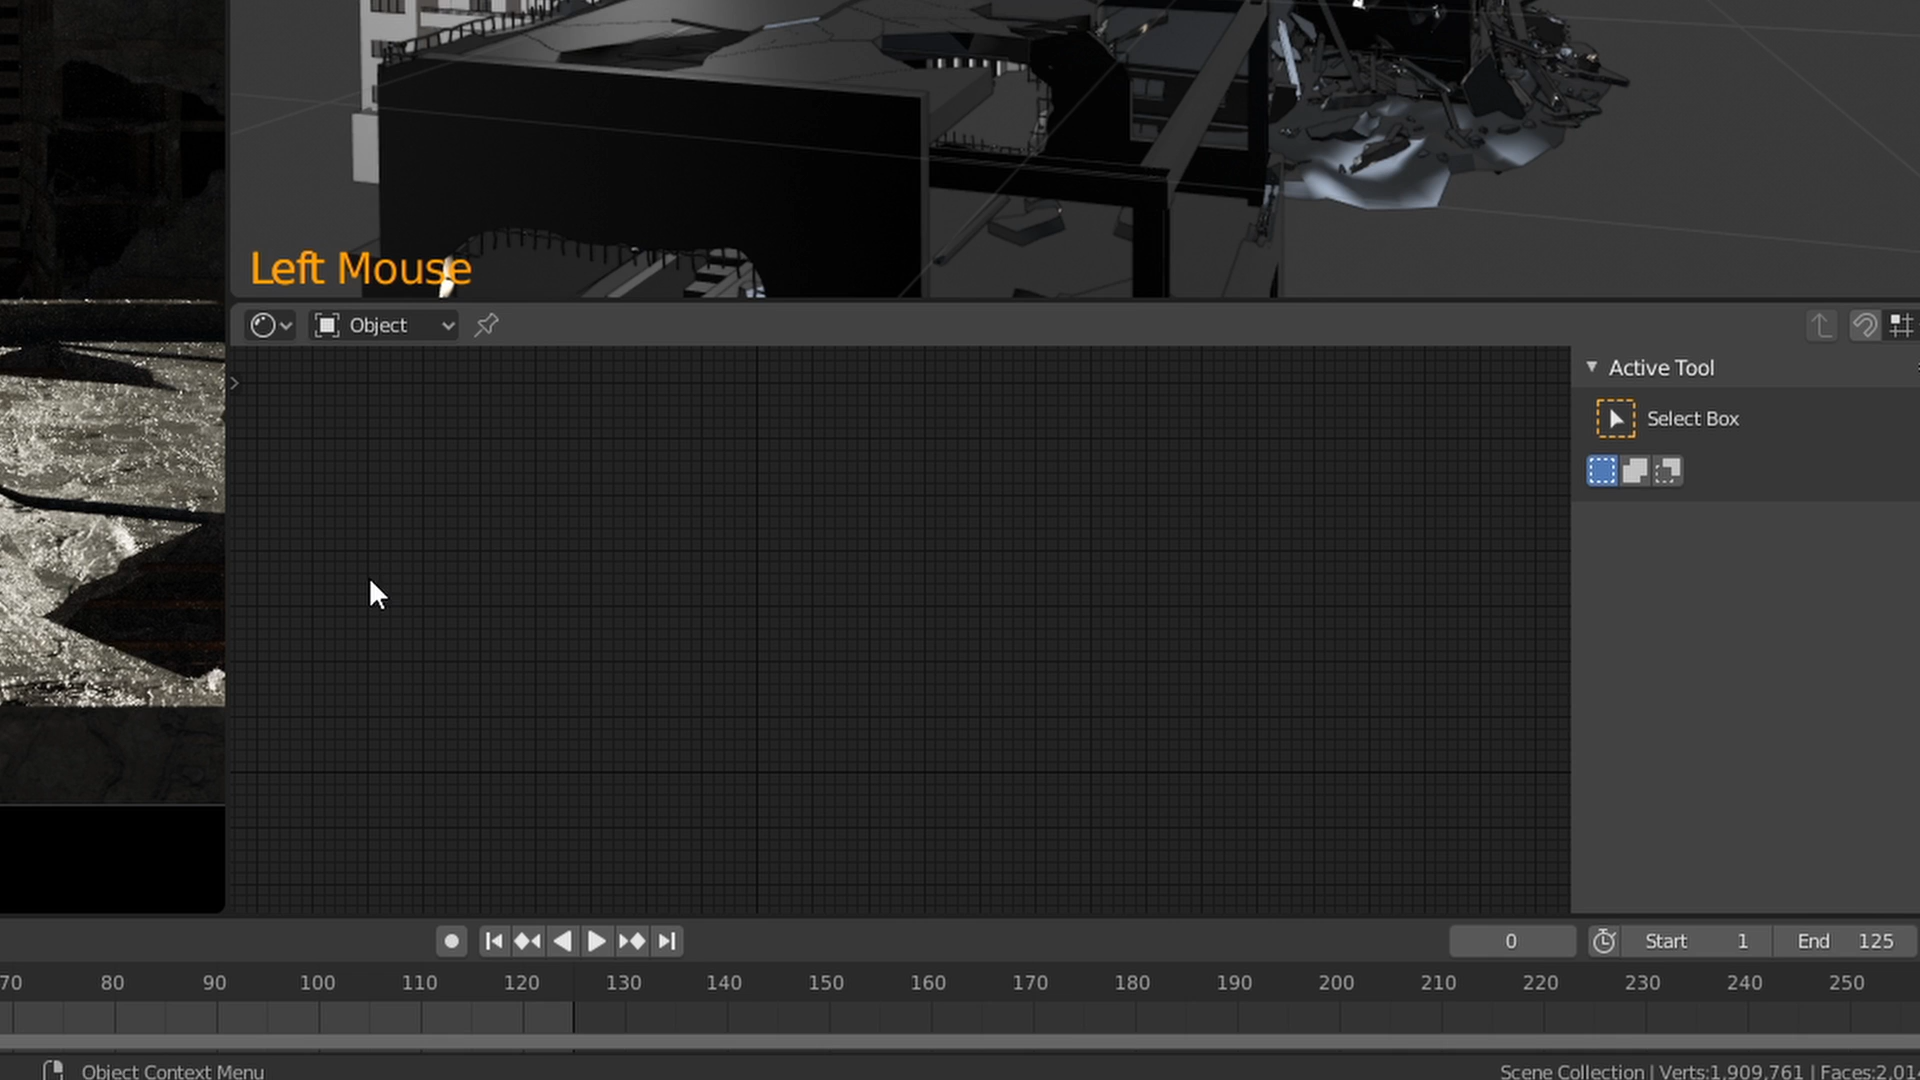 Left Mouse
Object
Active Tool
Select Box
0
Start 1
End 125
70 80 90 100 110 120 130 140 150 160 170 180 190 200 210 220 230 240 250
Object Context Menu
Scene Collection | Verts:1,909,761 | Faces:2,01